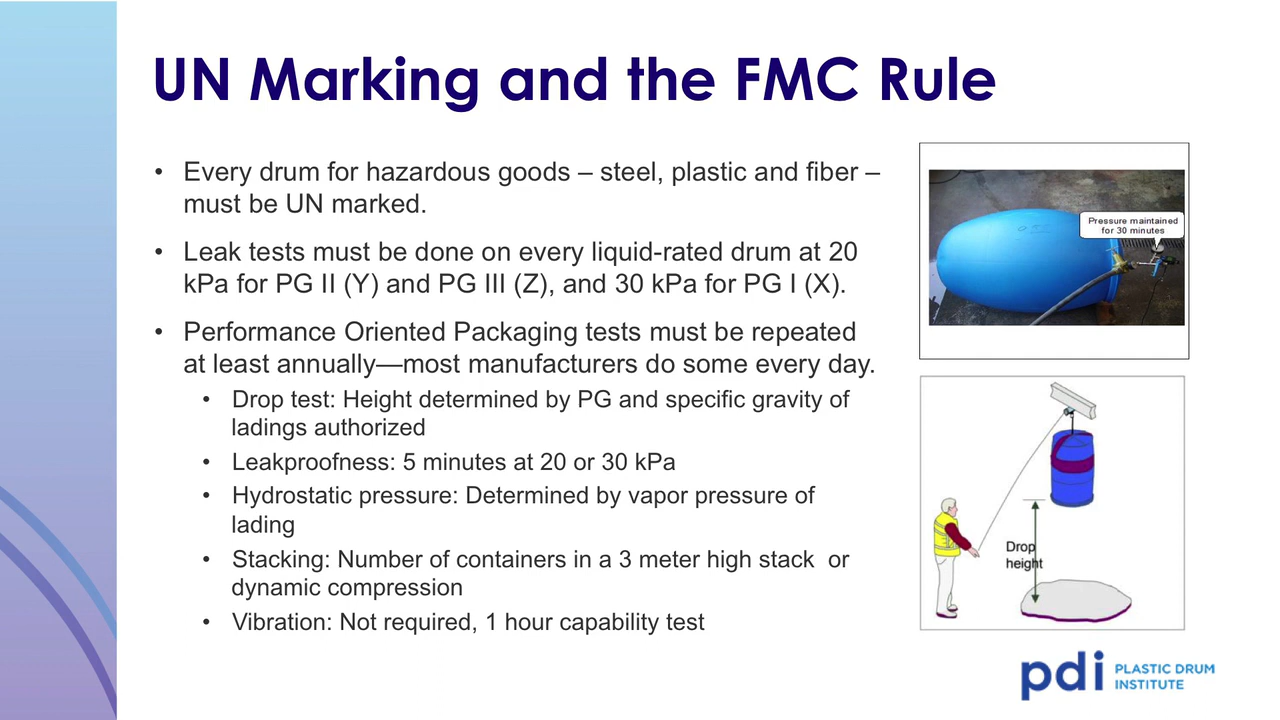 UN Marking and the FMC Rule
• Every drum for hazardous goods – steel, plastic and fiber –
must be UN marked.
• Leak tests must be done on every liquid-rated drum at 20
kPa for PG II (Y) and PG III (Z), and 30 kPa for PG I (X).
• Performance Oriented Packaging tests must be repeated
at least annually—most manufacturers do some every day.
• Drop test: Height determined by PG and specific gravity of
ladings authorized
• Leakproofness: 5 minutes at 20 or 30 kPa
• Hydrostatic pressure: Determined by vapor pressure of
lading
• Stacking: Number of containers in a 3 meter high stack or
dynamic compression
• Vibration: Not required, 1 hour capability test
Pressure maintained
for 30 minutes
Drop
height
pdi PLASTIC DRUM
INSTITUTE